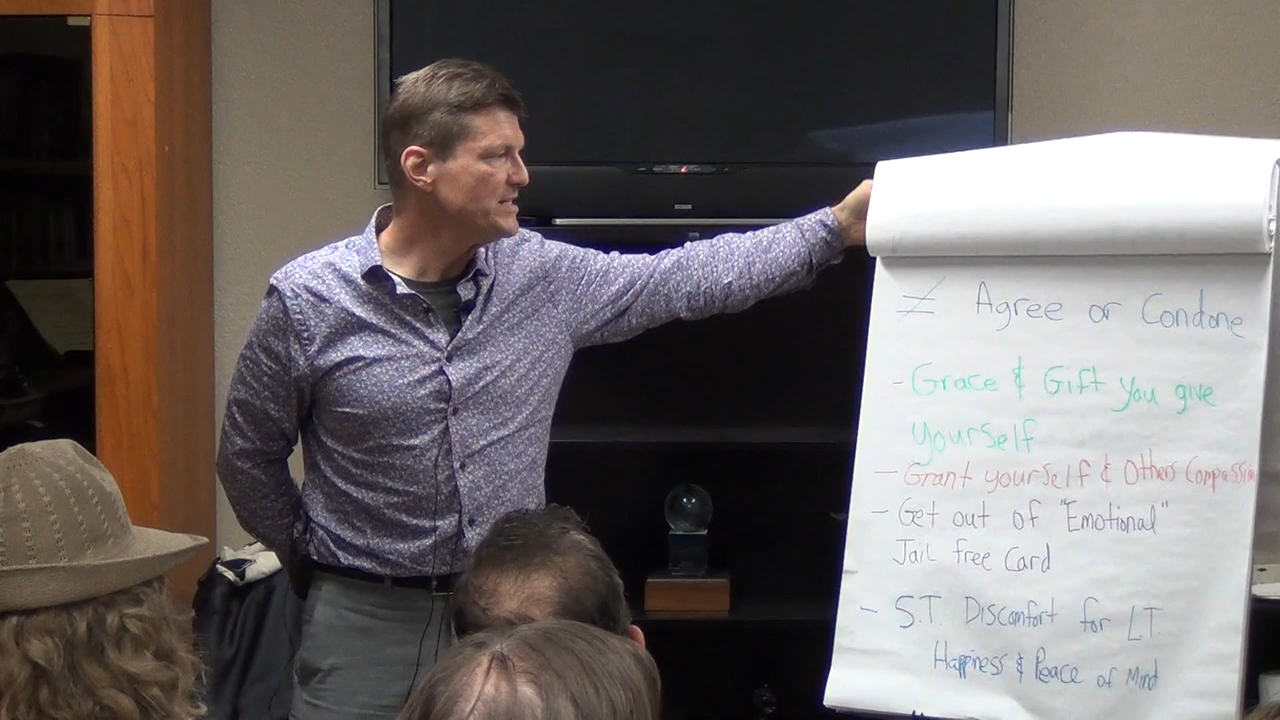 ≠ Agree or Condone
- Grace & Gift You give
yourself
- Grant yourself & Others Compassion
- Get out of "Emotional"
Jail free Card
- S.T. Discomfort for LT
Happiness & Peace of Mind